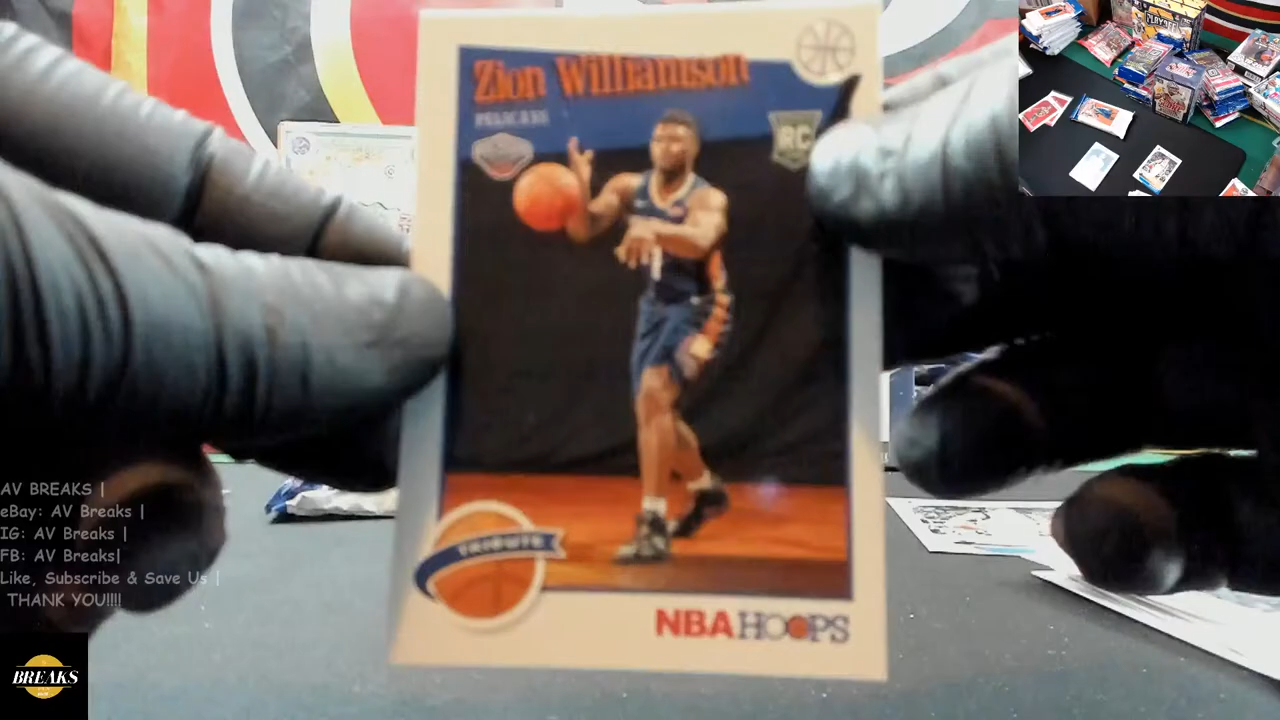 Zion Williamson
PELICANS
RC
1
TRIBUTE
NBA HOOPS
AV BREAKS |
eBay: AV Breaks |
IG: AV Breaks |
FB: AV Breaks|
Like, Subscribe & Save Us |
THANK YOU!!!!
BREAKS